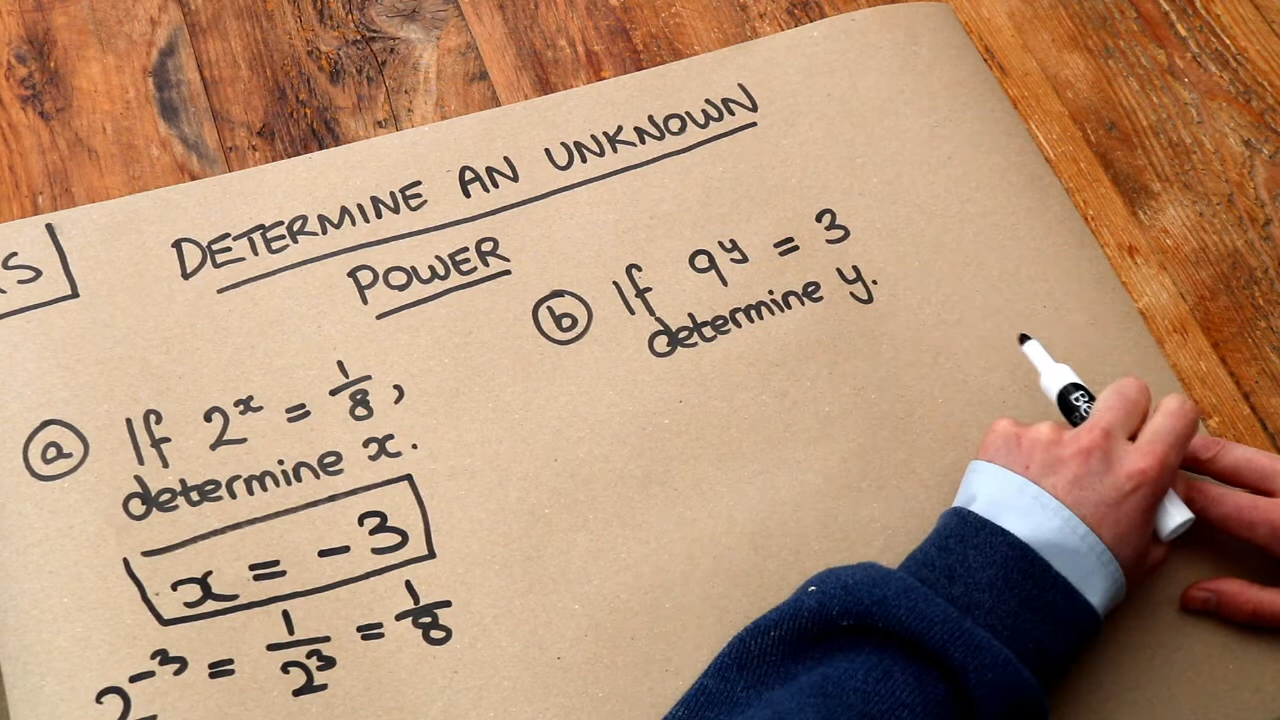 DETERMINE AN UNKNOWN
POWER
ⓐ If 2ˣ = 1/8,
determine x.
x = -3
2⁻³ = 1/2³ = 1/8
ⓑ If 9ʸ = 3
determine y.